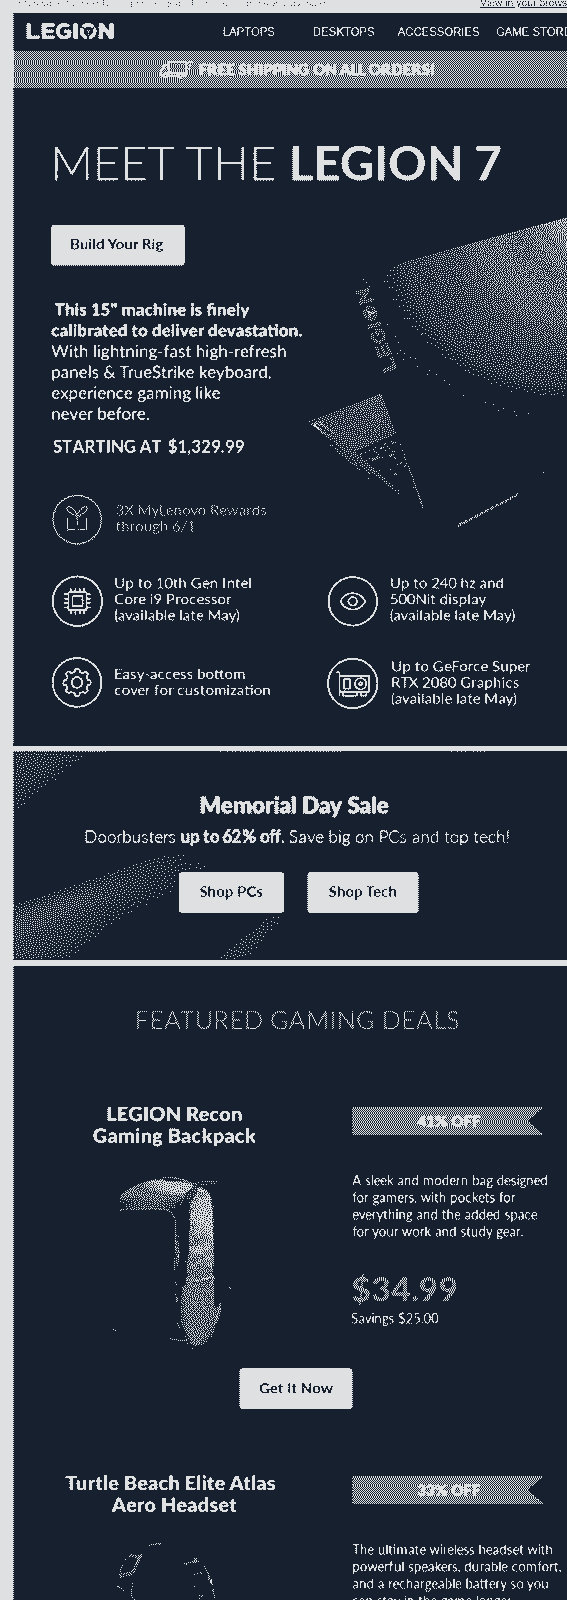 View in your brows
LEGION
LAPTOPS DESKTOPS ACCESSORIES GAME STORE
FREE SHIPPING ON ALL ORDERS!
MEET THE LEGION 7
Build Your Rig
This 15" machine is finely
calibrated to deliver devastation.
With lightning-fast high-refresh
panels & TrueStrike keyboard,
experience gaming like
never before.
STARTING AT $1,329.99
LEGION
3X MyLenovo Rewards
through 6/1
Up to 10th Gen Intel
Core i9 Processor
(available late May)
Up to 240 hz and
500Nit display
(available late May)
Easy-access bottom
cover for customization
Up to GeForce Super
RTX 2080 Graphics
(available late May)
Memorial Day Sale
Doorbusters up to 62% off. Save big on PCs and top tech!
Shop PCs
Shop Tech
FEATURED GAMING DEALS
LEGION Recon
Gaming Backpack
41% OFF
A sleek and modern bag designed
for gamers, with pockets for
everything and the added space
for your work and study gear.
$34.99
Savings $25.00
Get It Now
Turtle Beach Elite Atlas
Aero Headset
33% OFF
The ultimate wireless headset with
powerful speakers, durable comfort,
and a rechargeable battery so you
can stay in the game longer